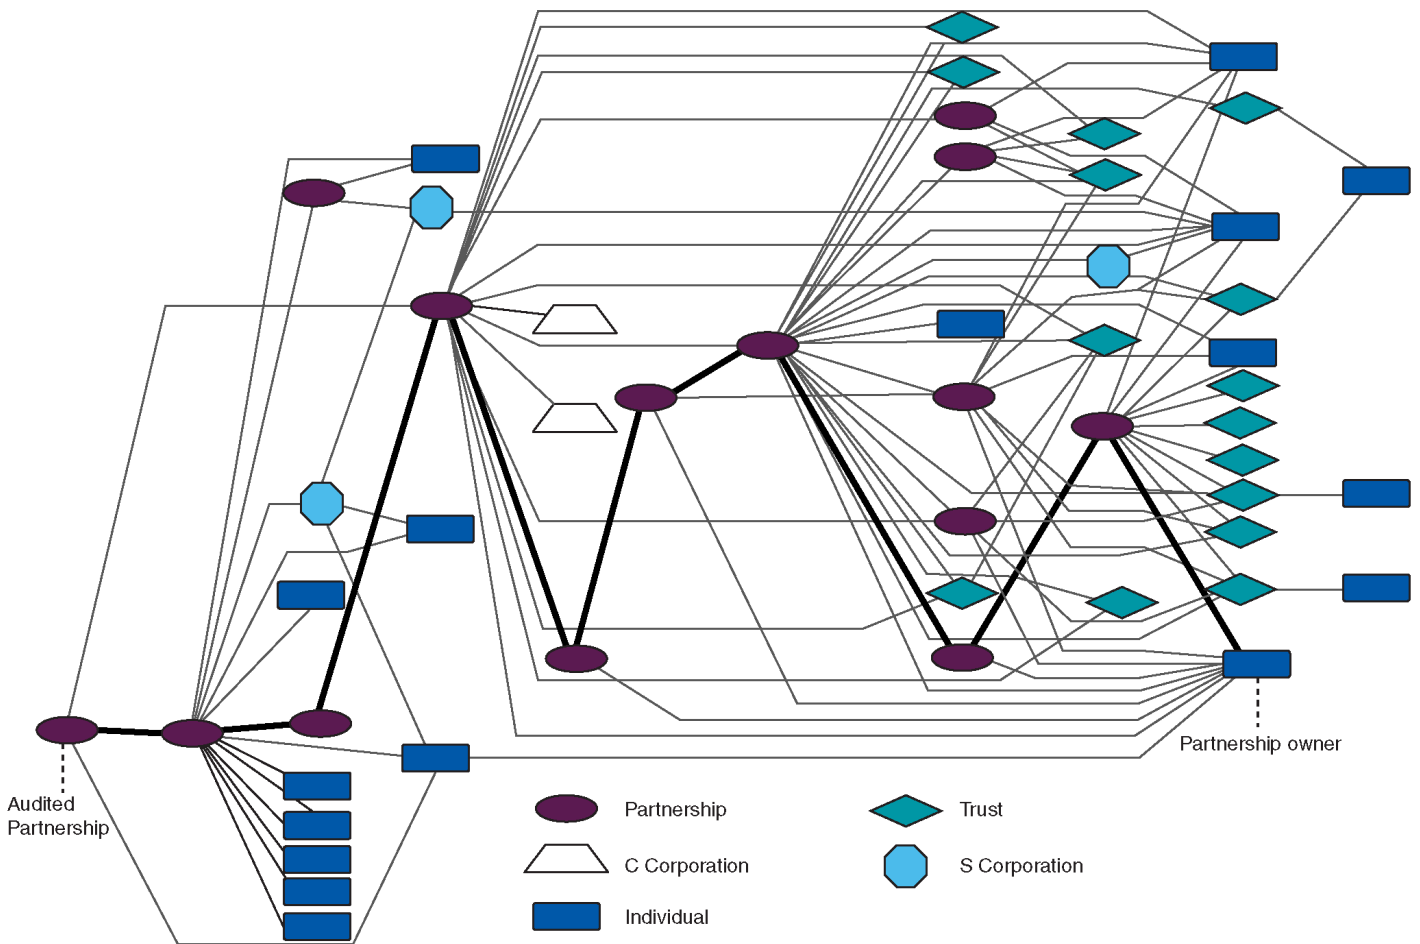 Partnership owner
Audited
Partnership
Partnership
Trust
C Corporation
S Corporation
Individual